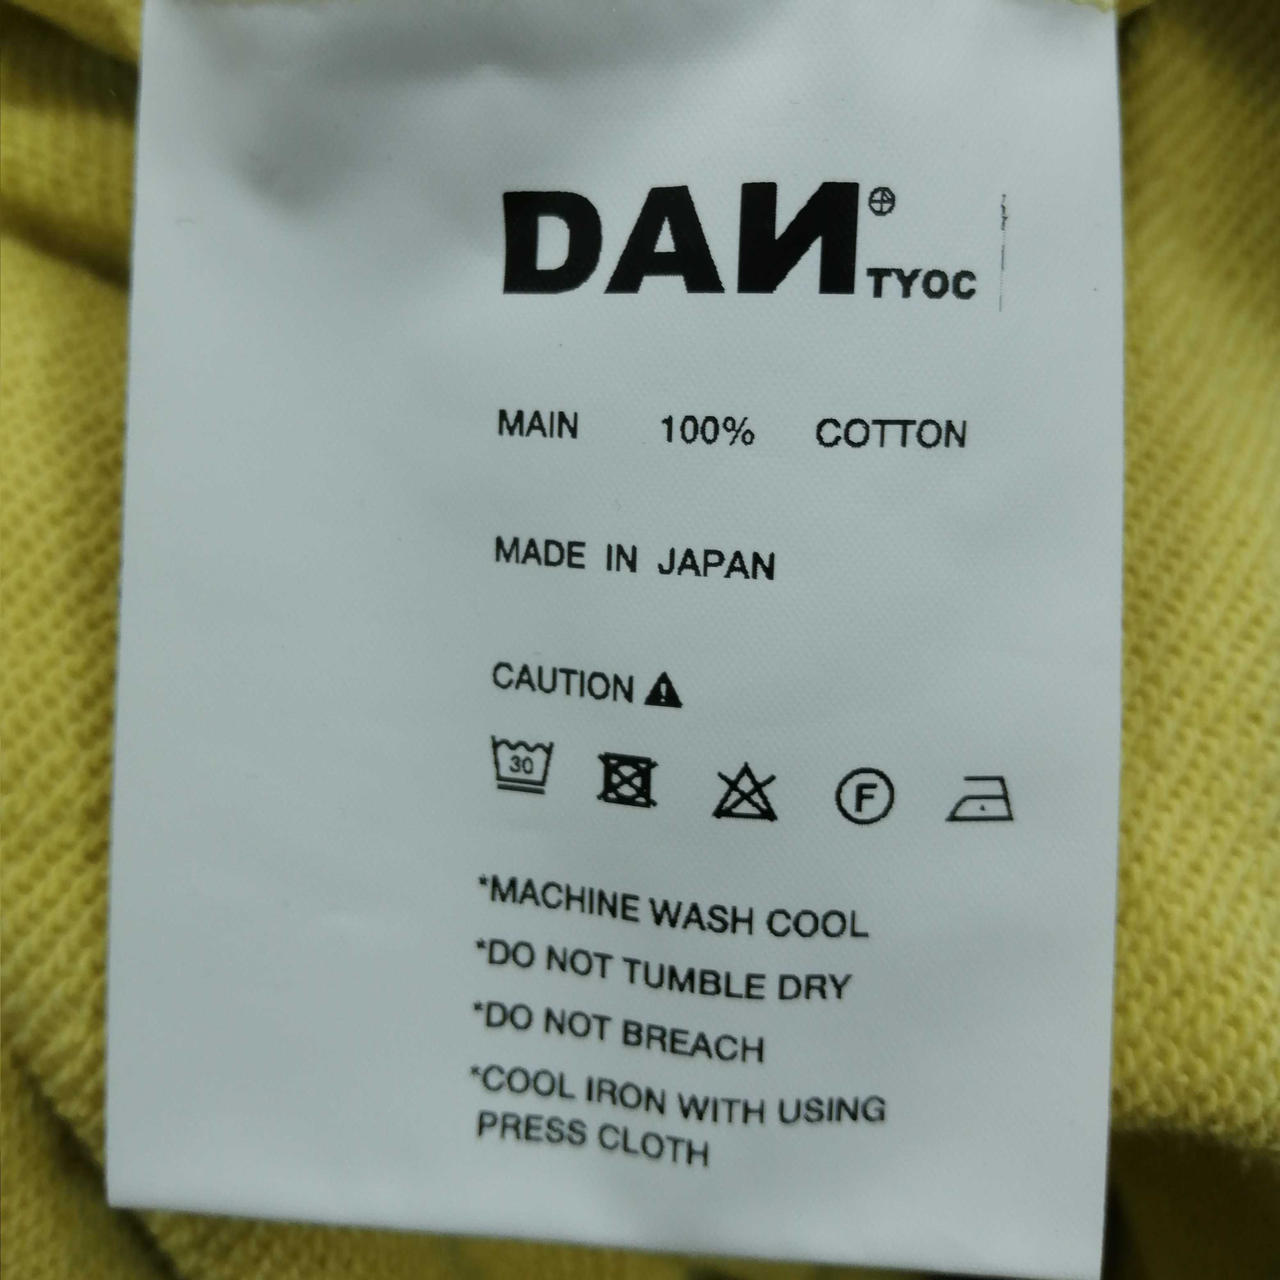 DAИ
TYOC
MAIN 100% COTTON
MADE IN JAPAN
CAUTION
30
F
*MACHINE WASH COOL
*DO NOT TUMBLE DRY
*DO NOT BREACH
*COOL IRON WITH USING
PRESS CLOTH